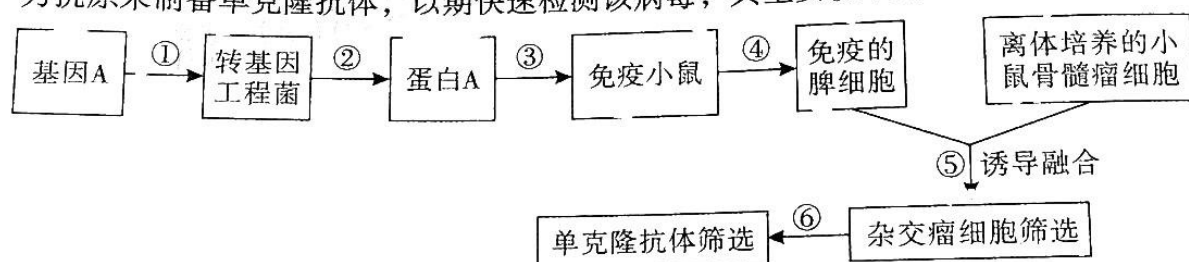 为抗原来制备单克隆抗体，以期快速检测该病毒，其主
基因A
①
转基因
工程菌
②
蛋白A
③
免疫小鼠
④
免疫的
脾细胞
离体培养的小
鼠骨髓瘤细胞
⑤ 诱导融合
杂交瘤细胞筛选
⑥
单克隆抗体筛选